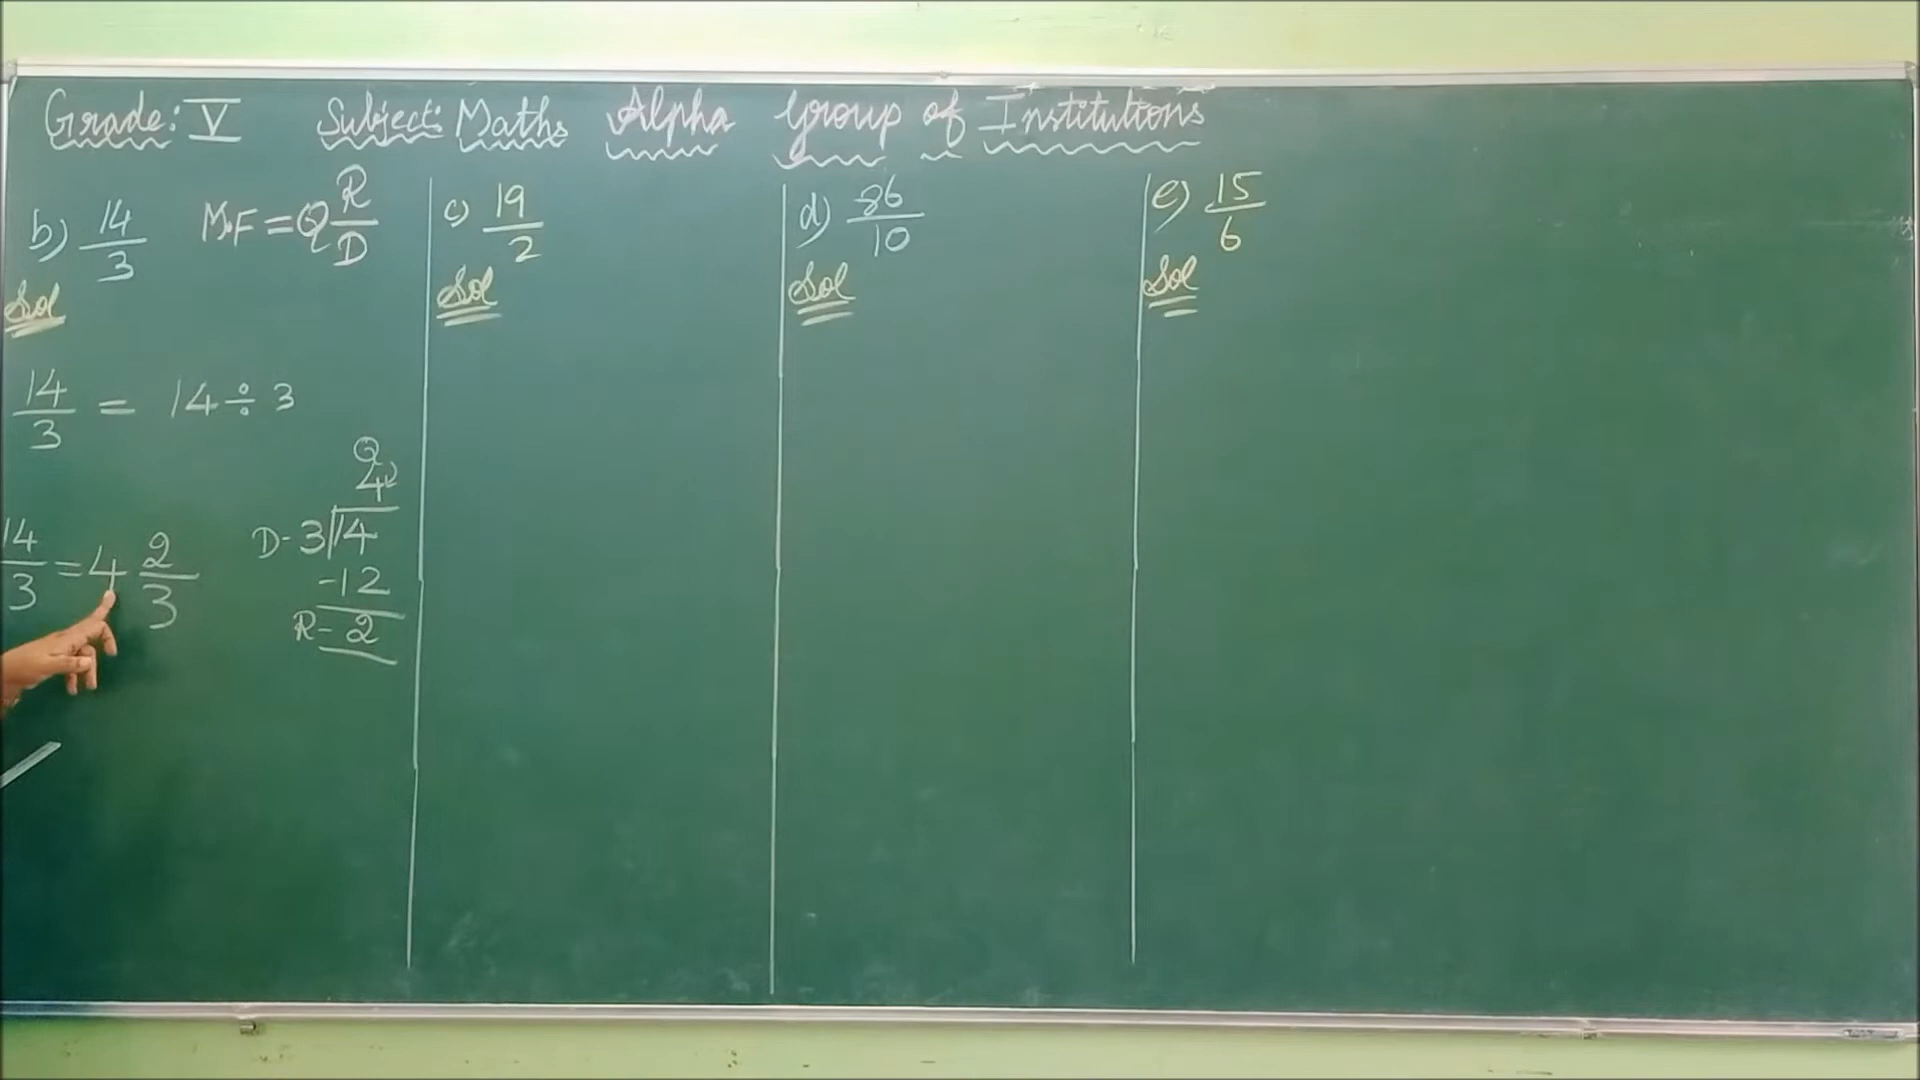 Grade: V Subject: Maths Alpha Group of Institutions
b) 14/3 M.F = Q R/D
Sol
14/3 = 14 ÷ 3
Q
4
D- 3 14
-12
R- 2
14/3 = 4 2/3
c) 19/2
Sol
d) 86/10
Sol
e) 15/6
Sol